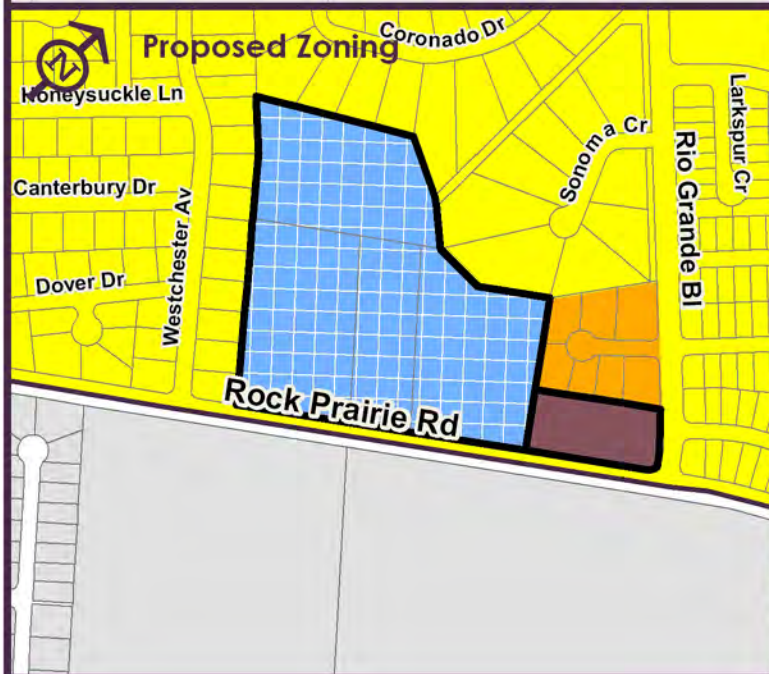 Proposed Zoning
N
Coronado Dr
Honeysuckle Ln
Larkspur Cr
Sonoma Cr
Rio Grande Bl
Canterbury Dr
Westchester Av
Dover Dr
Rock Prairie Rd